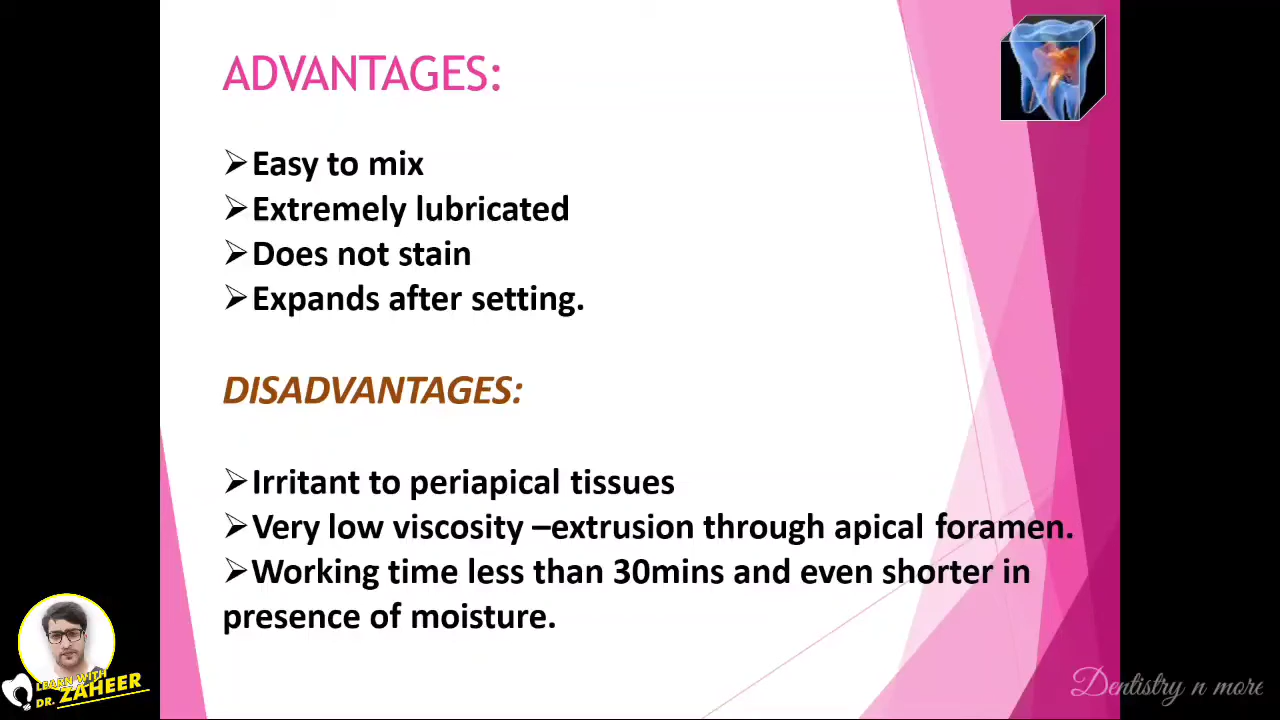 ADVANTAGES:
➢Easy to mix
➢Extremely lubricated
➢Does not stain
➢Expands after setting.
DISADVANTAGES:
➢Irritant to periapical tissues
➢Very low viscosity –extrusion through apical foramen.
➢Working time less than 30mins and even shorter in
presence of moisture.
LEARN WITH
DR. ZAHEER
Dentistry n more